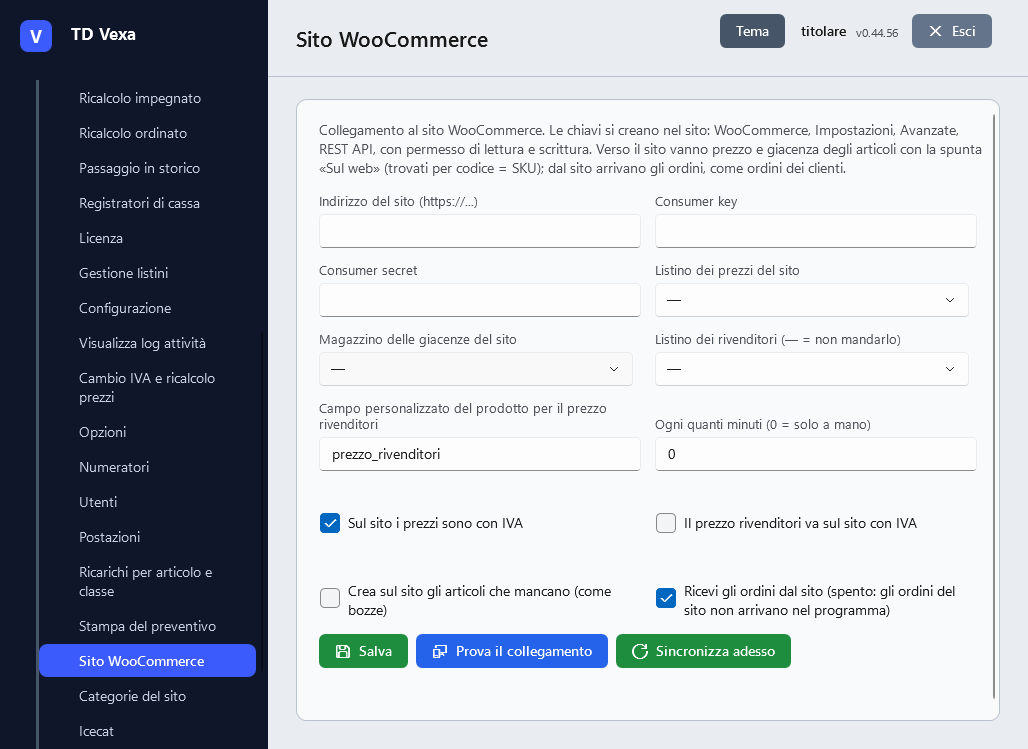 V
TD Vexa
Ricalcolo impegnato
Ricalcolo ordinato
Passaggio in storico
Registratori di cassa
Licenza
Gestione listini
Configurazione
Visualizza log attività
Cambio IVA e ricalcolo
prezzi
Opzioni
Numeratori
Utenti
Postazioni
Ricarichi per articolo e
classe
Stampa del preventivo
Sito WooCommerce
Categorie del sito
Icecat
Sito WooCommerce
Tema
titolare
v0.44.56
Esci
Collegamento al sito WooCommerce. Le chiavi si creano nel sito: WooCommerce, Impostazioni, Avanzate,
REST API, con permesso di lettura e scrittura. Verso il sito vanno prezzo e giacenza degli articoli con la spunta
«Sul web» (trovati per codice = SKU); dal sito arrivano gli ordini, come ordini dei clienti.
Indirizzo del sito (https://...)
Consumer key
Consumer secret
Listino dei prezzi del sito
—
Magazzino delle giacenze del sito
—
Listino dei rivenditori (— = non mandarlo)
—
Campo personalizzato del prodotto per il prezzo
rivenditori
prezzo_rivenditori
Ogni quanti minuti (0 = solo a mano)
0
Sul sito i prezzi sono con IVA
Il prezzo rivenditori va sul sito con IVA
Crea sul sito gli articoli che mancano (come
bozze)
Ricevi gli ordini dal sito (spento: gli ordini del
sito non arrivano nel programma)
Salva
Prova il collegamento
Sincronizza adesso